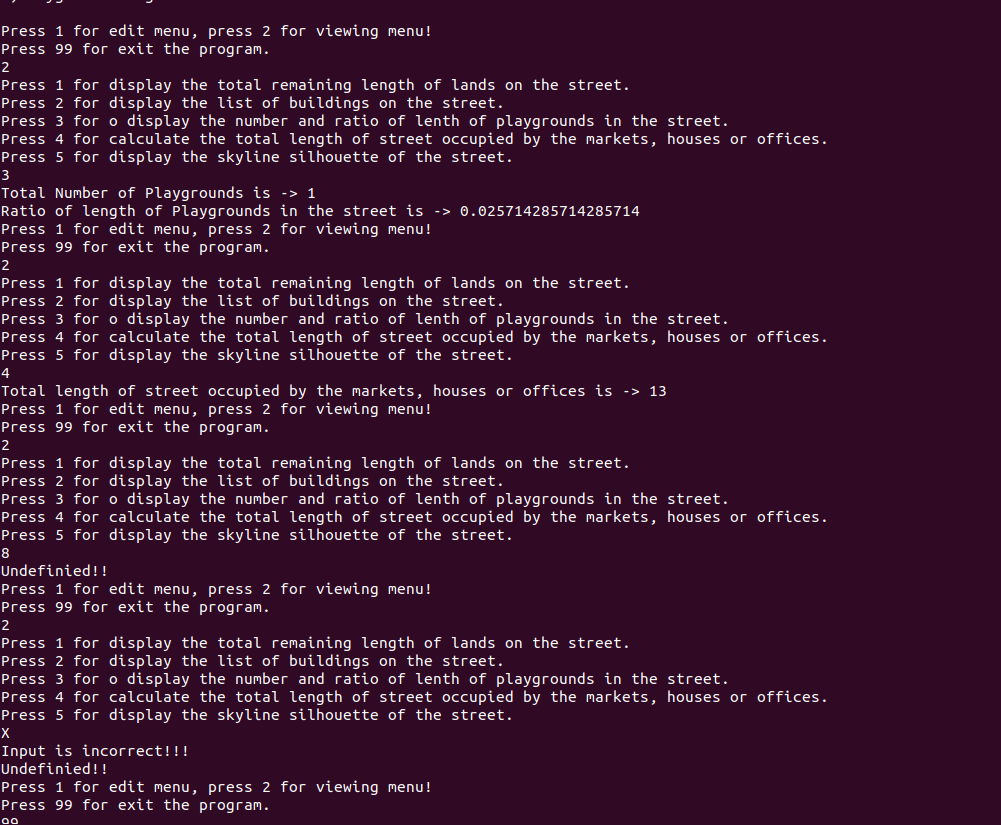 Press 1 for edit menu, press 2 for viewing menu!
Press 99 for exit the program.
2
Press 1 for display the total remaining length of lands on the street.
Press 2 for display the list of buildings on the street.
Press 3 for o display the number and ratio of lenth of playgrounds in the street.
Press 4 for calculate the total length of street occupied by the markets, houses or offices.
Press 5 for display the skyline silhouette of the street.
3
Total Number of Playgrounds is -> 1
Ratio of length of Playgrounds in the street is -> 0.025714285714285714
Press 1 for edit menu, press 2 for viewing menu!
Press 99 for exit the program.
2
Press 1 for display the total remaining length of lands on the street.
Press 2 for display the list of buildings on the street.
Press 3 for o display the number and ratio of lenth of playgrounds in the street.
Press 4 for calculate the total length of street occupied by the markets, houses or offices.
Press 5 for display the skyline silhouette of the street.
4
Total length of street occupied by the markets, houses or offices is -> 13
Press 1 for edit menu, press 2 for viewing menu!
Press 99 for exit the program.
2
Press 1 for display the total remaining length of lands on the street.
Press 2 for display the list of buildings on the street.
Press 3 for o display the number and ratio of lenth of playgrounds in the street.
Press 4 for calculate the total length of street occupied by the markets, houses or offices.
Press 5 for display the skyline silhouette of the street.
8
Undefinied!!
Press 1 for edit menu, press 2 for viewing menu!
Press 99 for exit the program.
2
Press 1 for display the total remaining length of lands on the street.
Press 2 for display the list of buildings on the street.
Press 3 for o display the number and ratio of lenth of playgrounds in the street.
Press 4 for calculate the total length of street occupied by the markets, houses or offices.
Press 5 for display the skyline silhouette of the street.
X
Input is incorrect!!!
Undefinied!!
Press 1 for edit menu, press 2 for viewing menu!
Press 99 for exit the program.
99